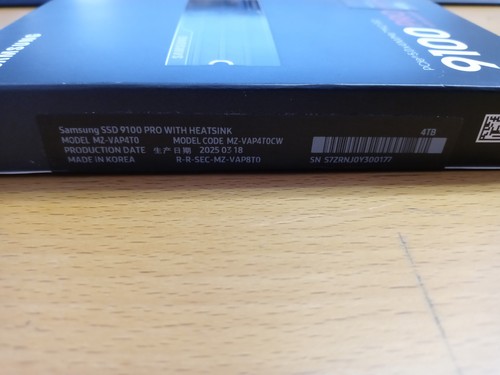 SAMSUNG
9100
Samsung SSD 9100 PRO WITH HEATSINK
MODEL MZ-VAP4T0 MODEL CODE MZ-VAP4T0CW
PRODUCTION DATE 生产日期 2025 03 18
MADE IN KOREA R-R-SEC-MZ-VAP8T0
4TB
SN S7ZRNJ0Y300177